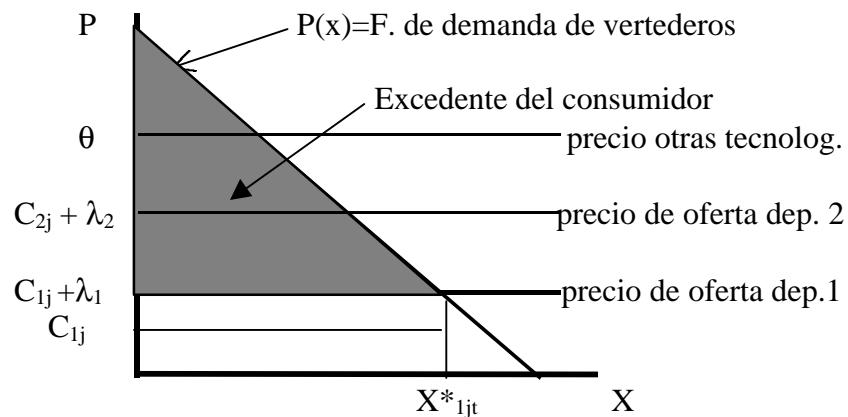 P P(x)=F. de demanda de vertederos
Excedente del consumidor
θ precio otras tecnolog.
C2j + λ2 precio de oferta dep. 2
C1j +λ1 precio de oferta dep.1
C1j
X*1jt X